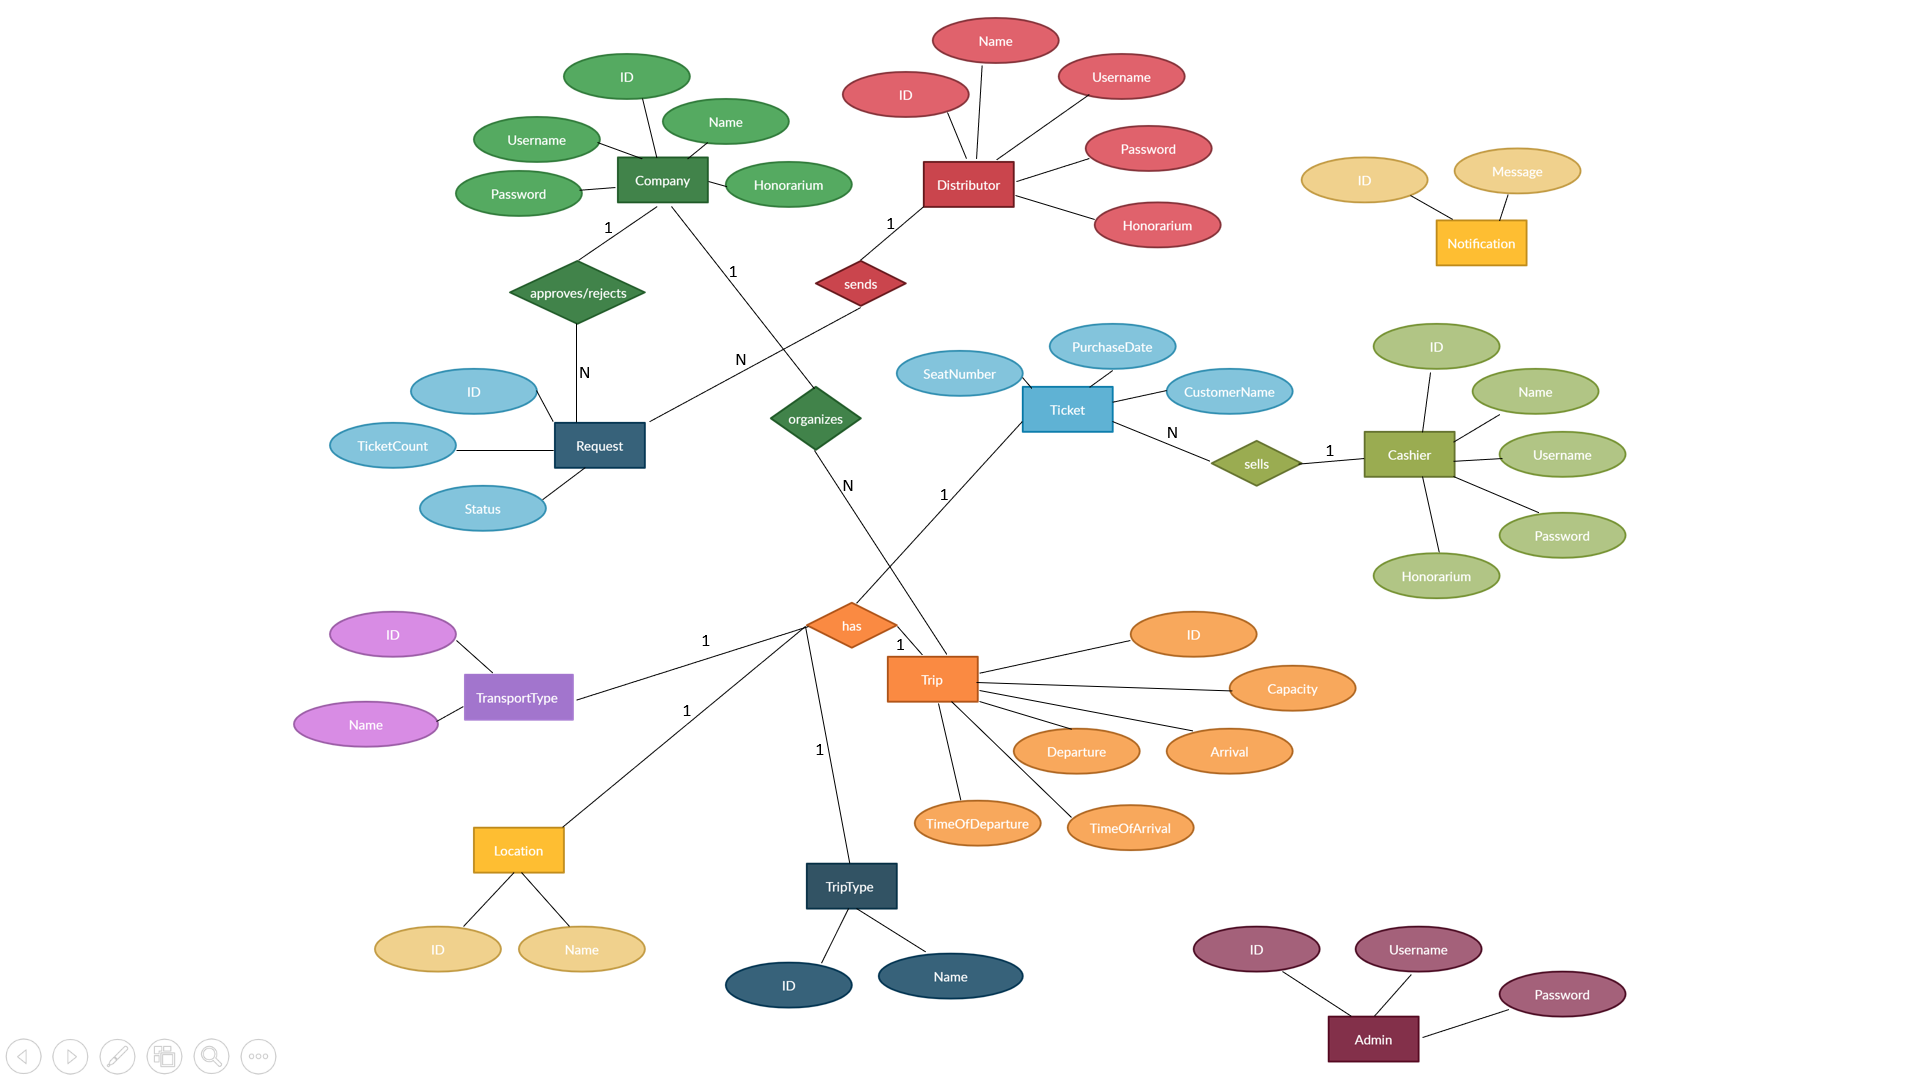 Name
ID
Username
ID
Name
Username
Password
Company
Honorarium
Password
Distributor
Honorarium
ID
Message
Notification
1
1
1
approves/rejects
sends
N
N
ID
TicketCount
Request
Status
organizes
N
SeatNumber
PurchaseDate
CustomerName
Ticket
N
sells
1
ID
Name
Username
Cashier
Password
Honorarium
1
has
1
1
1
1
ID
TransportType
Name
Trip
ID
Capacity
Departure
Arrival
TimeOfDeparture
TimeOfArrival
Location
ID
Name
TripType
ID
Name
ID
Username
Password
Admin